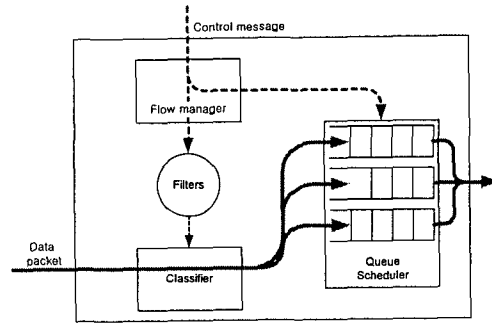 Control message
Flow manager
Filters
Data
packet
Classifier
Queue
Scheduler